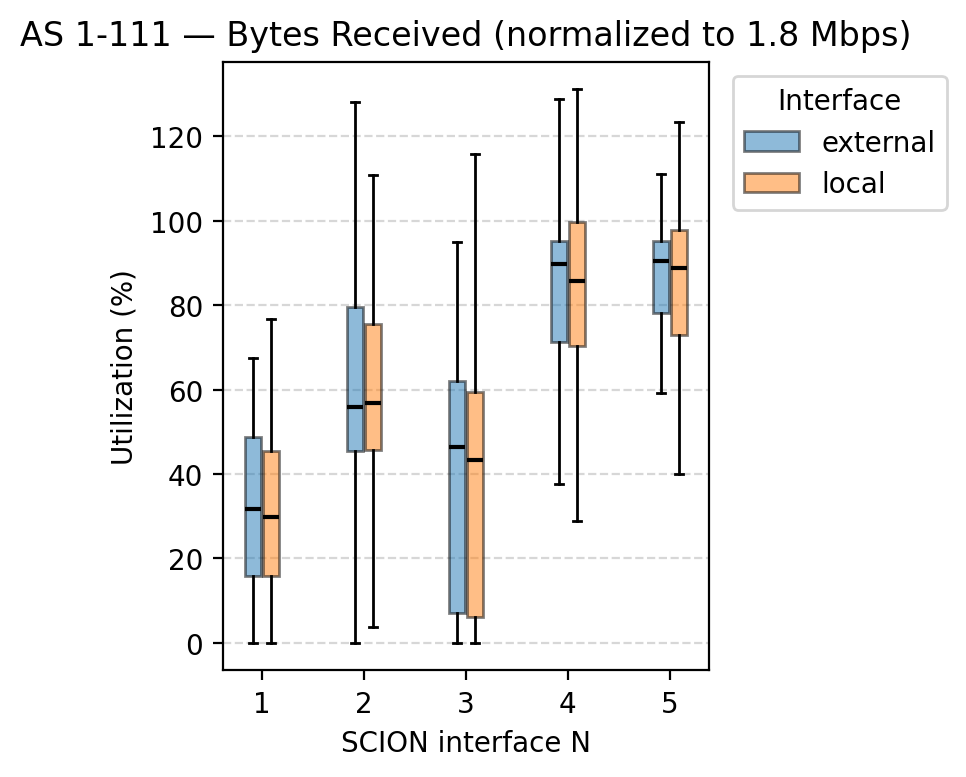 AS 1-111 — Bytes Received (normalized to 1.8 Mbps)
Interface
external
local
Utilization (%)
120
100
80
60
40
20
0
1 2 3 4 5
SCION interface N